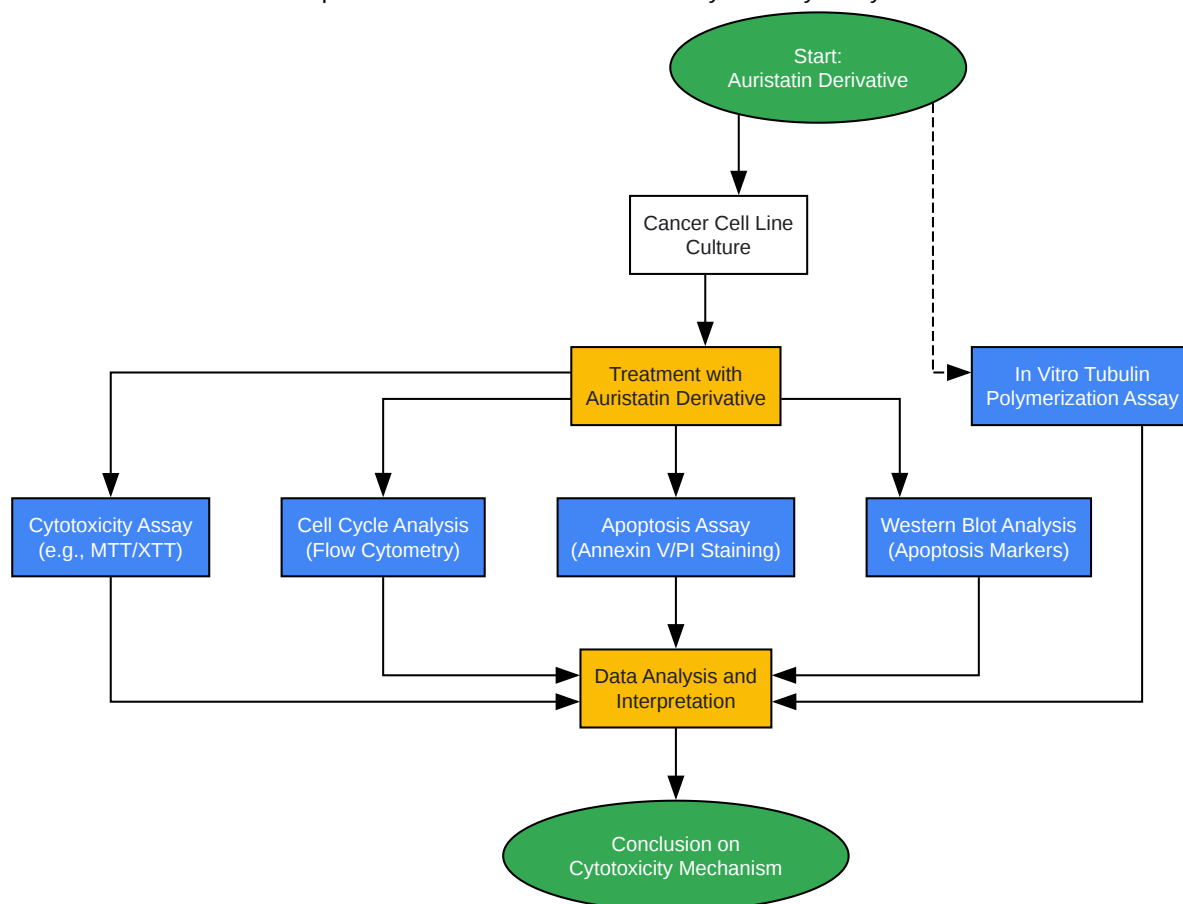 Start:
Auristatin Derivative
Cancer Cell Line
Culture
Treatment with
Auristatin Derivative
In Vitro Tubulin
Polymerization Assay
Cytotoxicity Assay
(e.g., MTT/XTT)
Cell Cycle Analysis
(Flow Cytometry)
Apoptosis Assay
(Annexin V/PI Staining)
Western Blot Analysis
(Apoptosis Markers)
Data Analysis and
Interpretation
Conclusion on
Cytotoxicity Mechanism